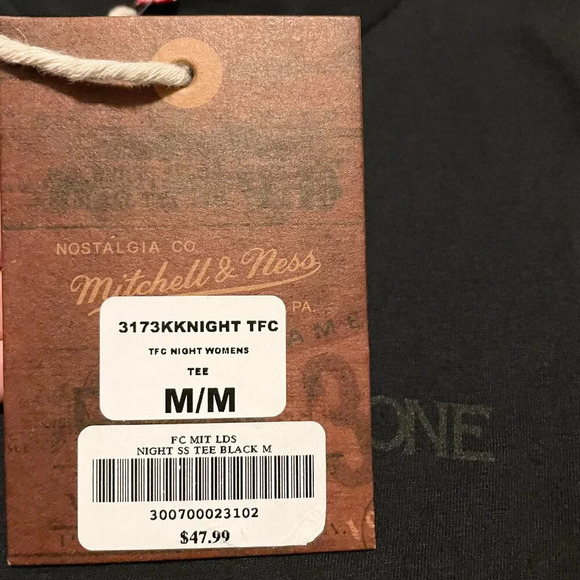 NOSTALGIA CO.
Mitchell & Ness
PA.
3173KKNIGHT TFC
TFC NIGHT WOMENS
TEE
M/M
FC MIT LDS
NIGHT SS TEE BLACK M
300700023102
$47.99
ONE